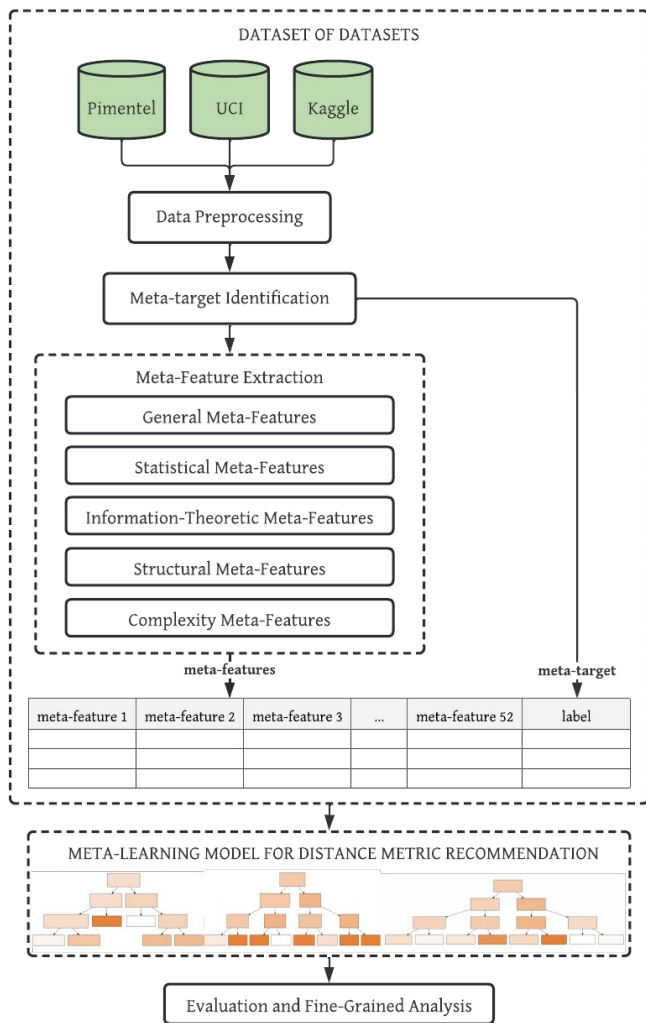 DATASET OF DATASETS
Pimentel
UCI
Kaggle
Data Preprocessing
Meta-target Identification
Meta-Feature Extraction
General Meta-Features
Statistical Meta-Features
Information-Theoretic Meta-Features
Structural Meta-Features
Complexity Meta-Features
meta-features
meta-target
meta-feature 1
meta-feature 2
meta-feature 3
...
meta-feature 52
label
META-LEARNING MODEL FOR DISTANCE METRIC RECOMMENDATION
Evaluation and Fine-Grained Analysis